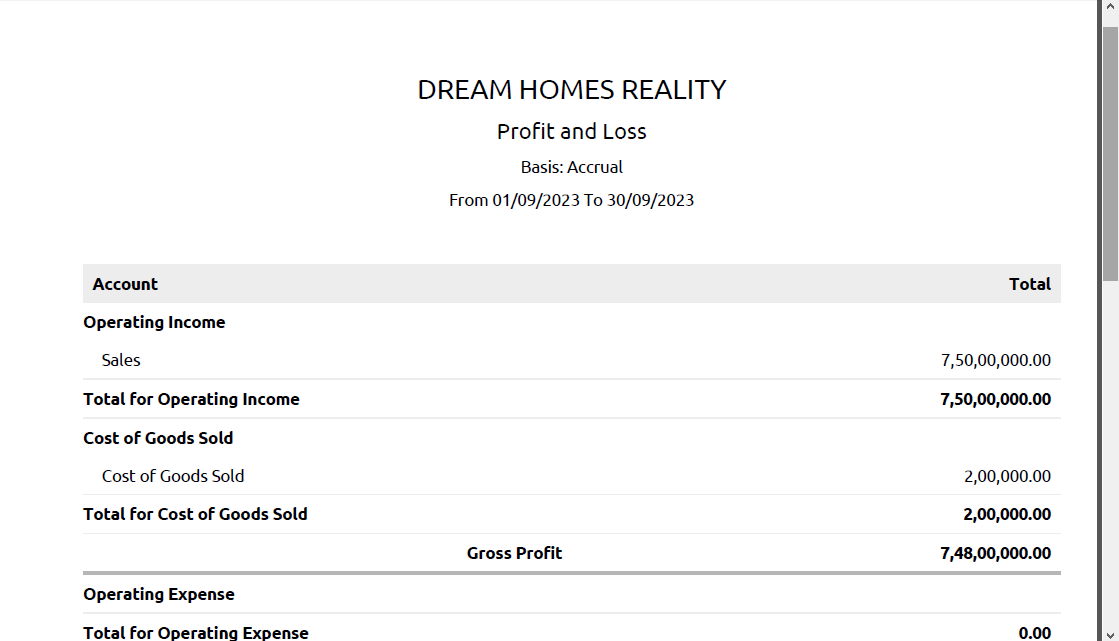 DREAM HOMES REALITY
Profit and Loss
Basis: Accrual
From 01/09/2023 To 30/09/2023
Account Total
Operating Income
Sales 7,50,00,000.00
Total for Operating Income 7,50,00,000.00
Cost of Goods Sold
Cost of Goods Sold 2,00,000.00
Total for Cost of Goods Sold 2,00,000.00
Gross Profit 7,48,00,000.00
Operating Expense
Total for Operating Expense 0.00